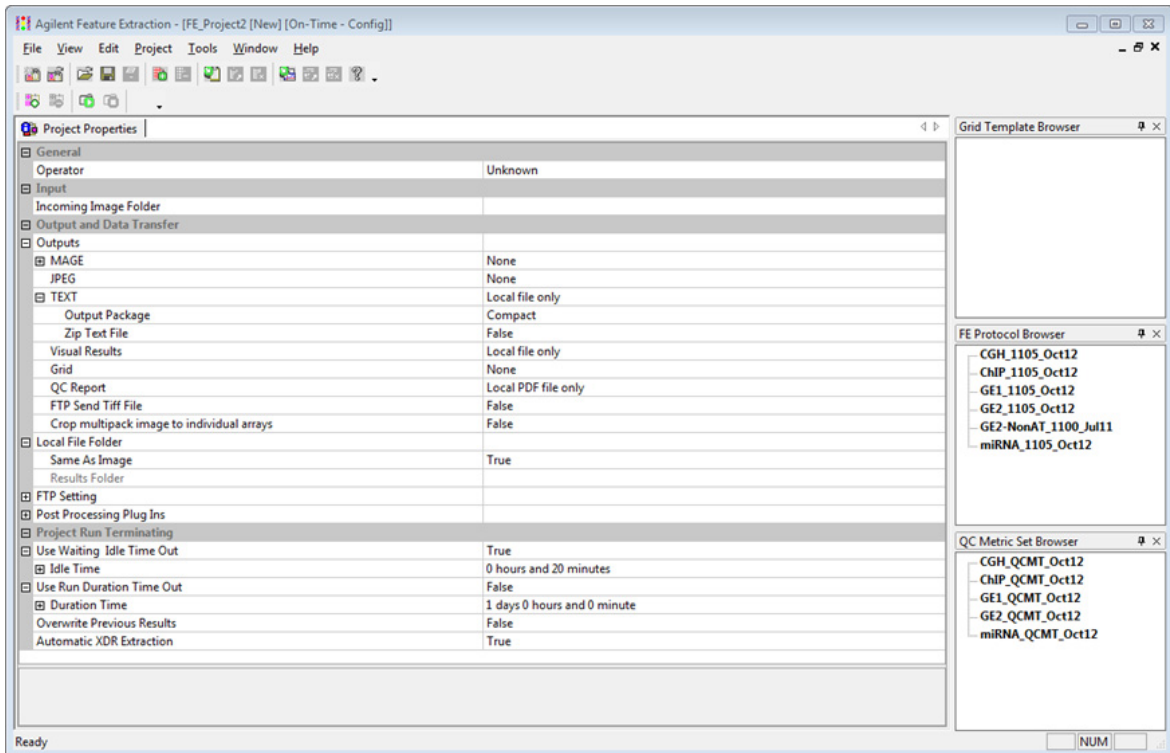 Agilent Feature Extraction - [FE_Project2 [New] [On-Time - Config]]
File View Edit Project Tools Window Help
Project Properties
General
Operator Unknown
Input
Incoming Image Folder
Output and Data Transfer
Outputs
MAGE None
JPEG None
TEXT Local file only
Output Package Compact
Zip Text File False
Visual Results Local file only
Grid None
QC Report Local PDF file only
FTP Send Tiff File False
Crop multipack image to individual arrays False
Local File Folder
Same As Image True
Results Folder
FTP Setting
Post Processing Plug Ins
Project Run Terminating
Use Waiting Idle Time Out True
Idle Time 0 hours and 20 minutes
Use Run Duration Time Out False
Duration Time 1 days 0 hours and 0 minute
Overwrite Previous Results False
Automatic XDR Extraction True
Grid Template Browser
FE Protocol Browser
CGH_1105_Oct12
ChIP_1105_Oct12
GE1_1105_Oct12
GE2_1105_Oct12
GE2-NonAT_1100_Jul11
miRNA_1105_Oct12
QC Metric Set Browser
CGH_QCMT_Oct12
ChIP_QCMT_Oct12
GE1_QCMT_Oct12
GE2_QCMT_Oct12
miRNA_QCMT_Oct12
Ready NUM